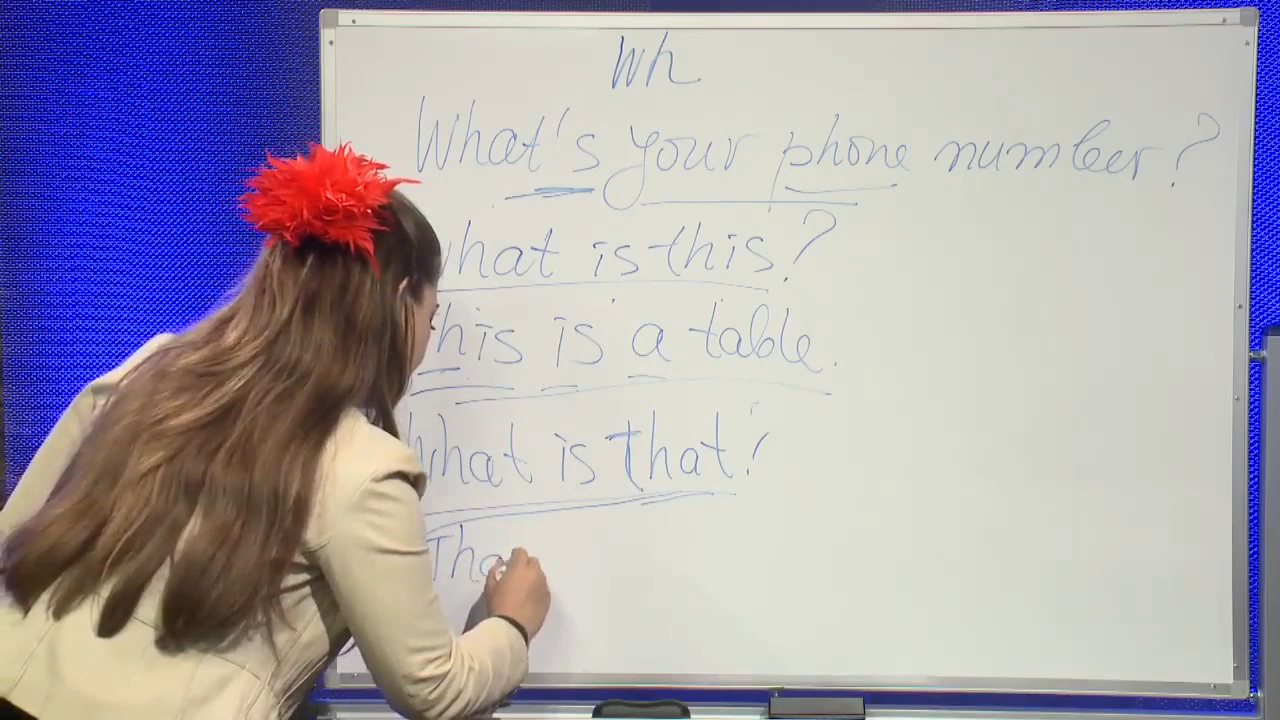 Wh
What's your phone number?
what is this?
This is a table.
What is that?
Tha